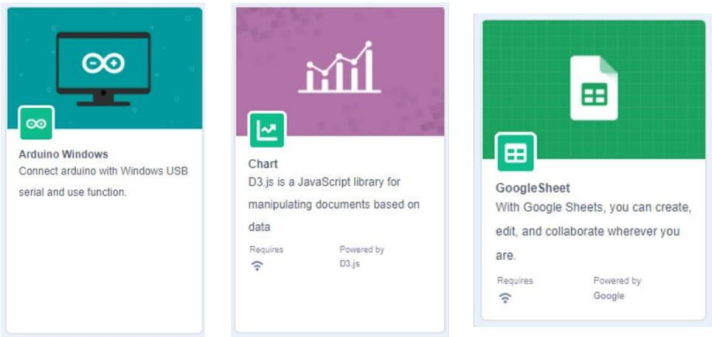 Arduino Windows
Connect arduino with Windows USB
serial and use function.
Chart
D3.js is a JavaScript library for
manipulating documents based on
data
Requires
Powered by
D3.js
GoogleSheet
With Google Sheets, you can create,
edit, and collaborate wherever you
are.
Requires
Powered by
Google